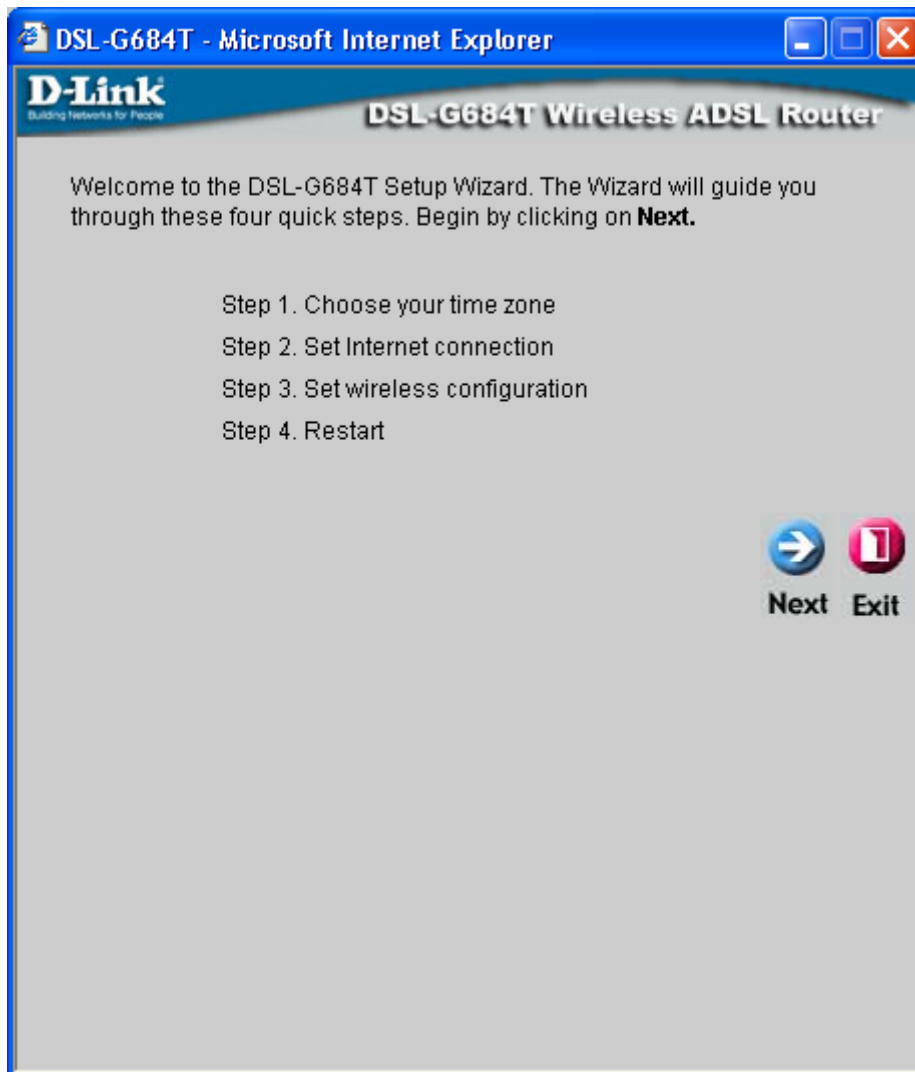 DSL-G684T - Microsoft Internet Explorer
D-Link
Building Networks for People
DSL-G684T Wireless ADSL Router
Welcome to the DSL-G684T Setup Wizard. The Wizard will guide you
through these four quick steps. Begin by clicking on Next.
Step 1. Choose your time zone
Step 2. Set Internet connection
Step 3. Set wireless configuration
Step 4. Restart
Next Exit